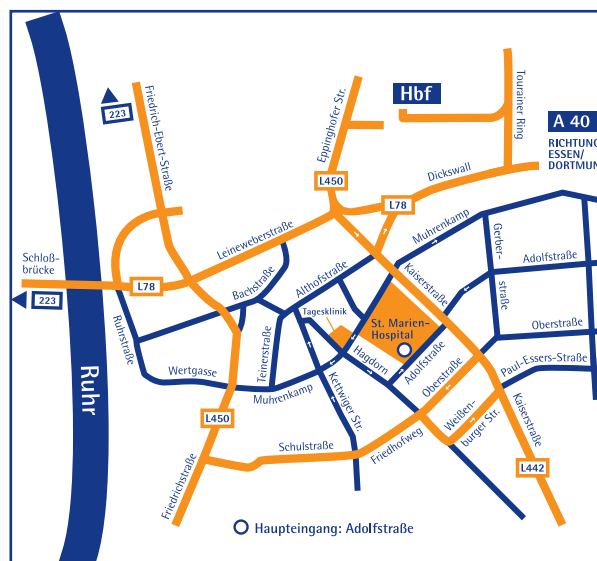 Hbf
A 40
RICHTUNG
ESSEN/
DORTMUN
223
Friedrich-Ebert-Straße
Eppinghofer Str.
Tourainer Ring
L450
Dickswall
L78
Leineweberstraße
Muhrenkamp
Gerber-
straße
Adolfstraße
Schloß-
brücke
223
L78
Bachstraße
Althofstraße
Kaiserstraße
Tagesklinik
St. Marien-
Hospital
Ruhrstraße
Oberstraße
Ruhr
Wertgasse
Teinerstraße
Hagdorn
Adolfstraße
Oberstraße
Paul-Essers-Straße
Muhrenkamp
Kettwiger Str.
Weißen-
burger Str.
Kaiserstraße
L450
Schulstraße
Friedhofweg
L442
Friedrichstraße
Haupteingang: Adolfstraße